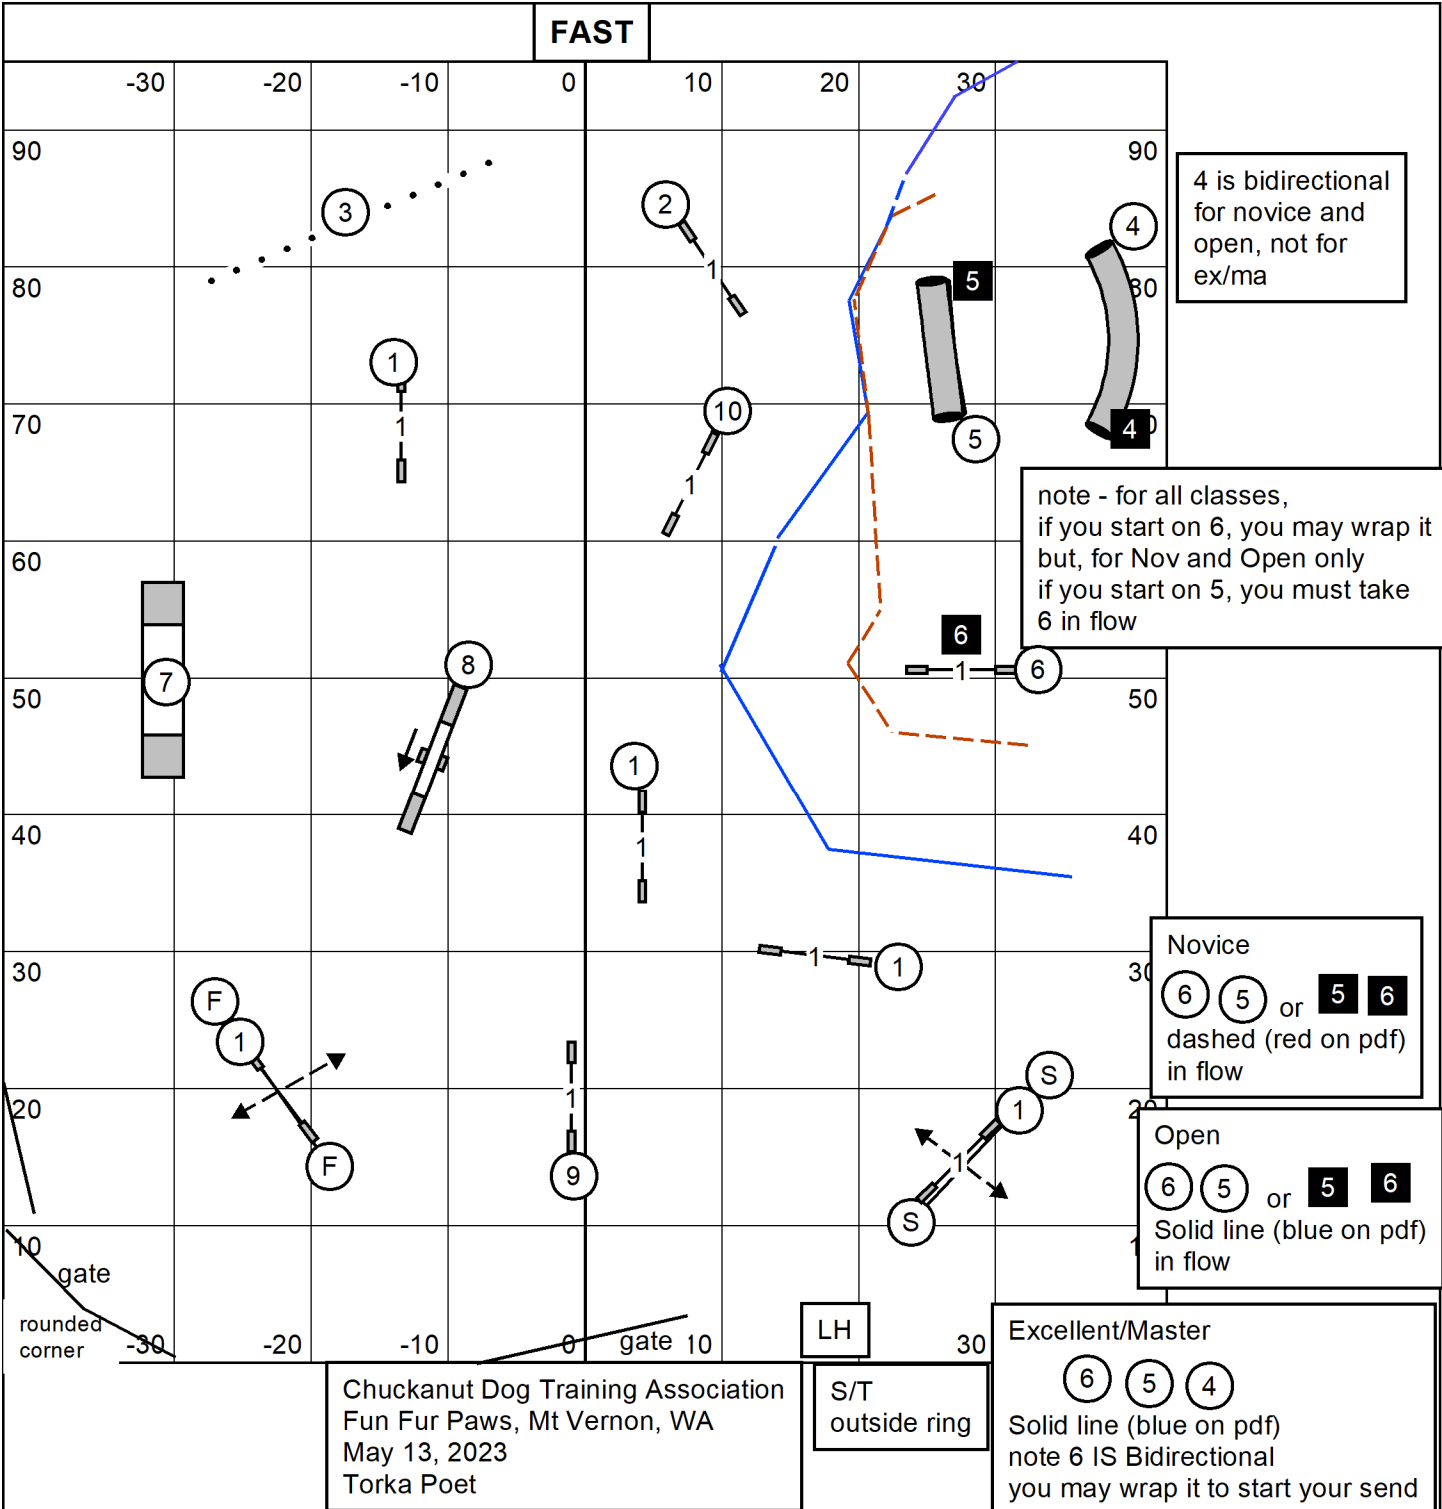 FAST
-30 -20 -10 0 10 20 30
90 90
4 is bidirectional
for novice and
open, not for
ex/ma
3
2
4
80 5 80
1
10
70 5 4 0
1
1
1
note - for all classes,
if you start on 6, you may wrap it
but, for Nov and Open only
if you start on 5, you must take
6 in flow
60
6
7 8 1 6
50 50
1
40 40
1
1 1
30 30
Novice
6 5 or 5 6
dashed (red on pdf)
in flow
F
1
1
S
1
20 20
Open
6 5 or 5 6
Solid line (blue on pdf)
in flow
F 9 1
S
10 1
gate
rounded
corner
-30 -20 -10 0 gate 10 LH 30
Excellent/Master
6 5 4
Solid line (blue on pdf)
note 6 IS Bidirectional
you may wrap it to start your send
Chuckanut Dog Training Association
Fun Fur Paws, Mt Vernon, WA
May 13, 2023
Torka Poet
S/T
outside ring